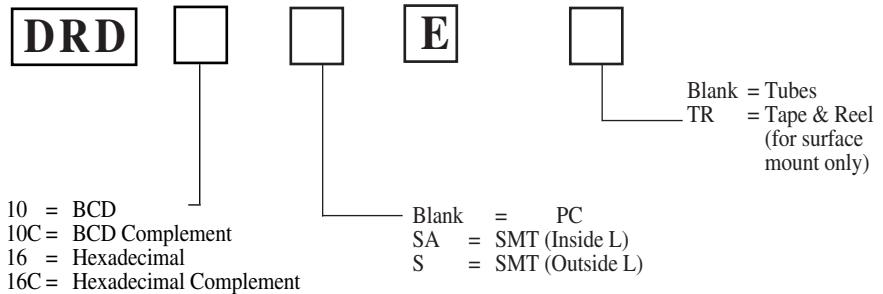 DRD E
Blank = Tubes
TR = Tape & Reel
(for surface
mount only)
10 = BCD
10C = BCD Complement
16 = Hexadecimal
16C = Hexadecimal Complement
Blank = PC
SA = SMT (Inside L)
S = SMT (Outside L)